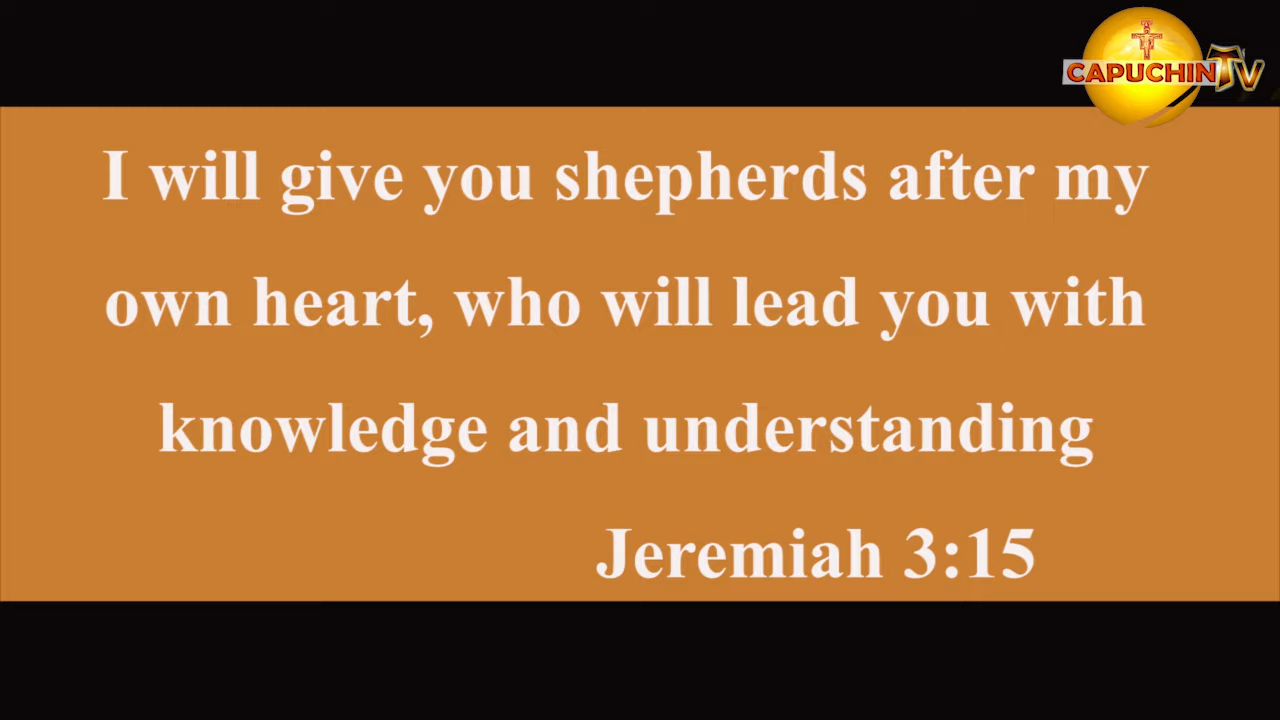 CAPUCHIN TV
I will give you shepherds after my
own heart, who will lead you with
knowledge and understanding
Jeremiah 3:15